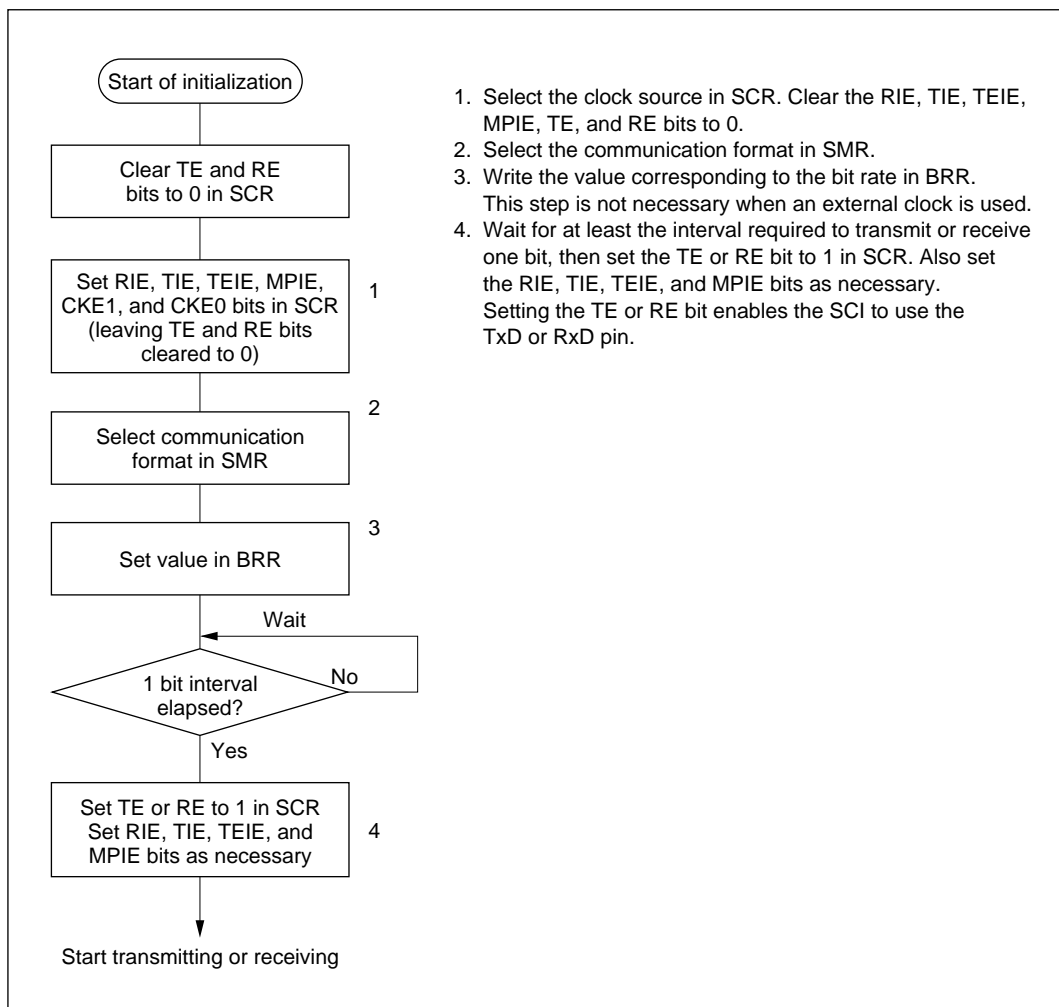 Start of initialization
Clear TE and RE
bits to 0 in SCR
Set RIE, TIE, TEIE, MPIE,
CKE1, and CKE0 bits in SCR
(leaving TE and RE bits
cleared to 0)
1
2
Select communication
format in SMR
3
Set value in BRR
Wait
1 bit interval
elapsed?
No
Yes
Set TE or RE to 1 in SCR
Set RIE, TIE, TEIE, and
MPIE bits as necessary
4
Start transmitting or receiving
1. Select the clock source in SCR. Clear the RIE, TIE, TEIE,
MPIE, TE, and RE bits to 0.
2. Select the communication format in SMR.
3. Write the value corresponding to the bit rate in BRR.
This step is not necessary when an external clock is used.
4. Wait for at least the interval required to transmit or receive
one bit, then set the TE or RE bit to 1 in SCR. Also set
the RIE, TIE, TEIE, and MPIE bits as necessary.
Setting the TE or RE bit enables the SCI to use the
TxD or RxD pin.